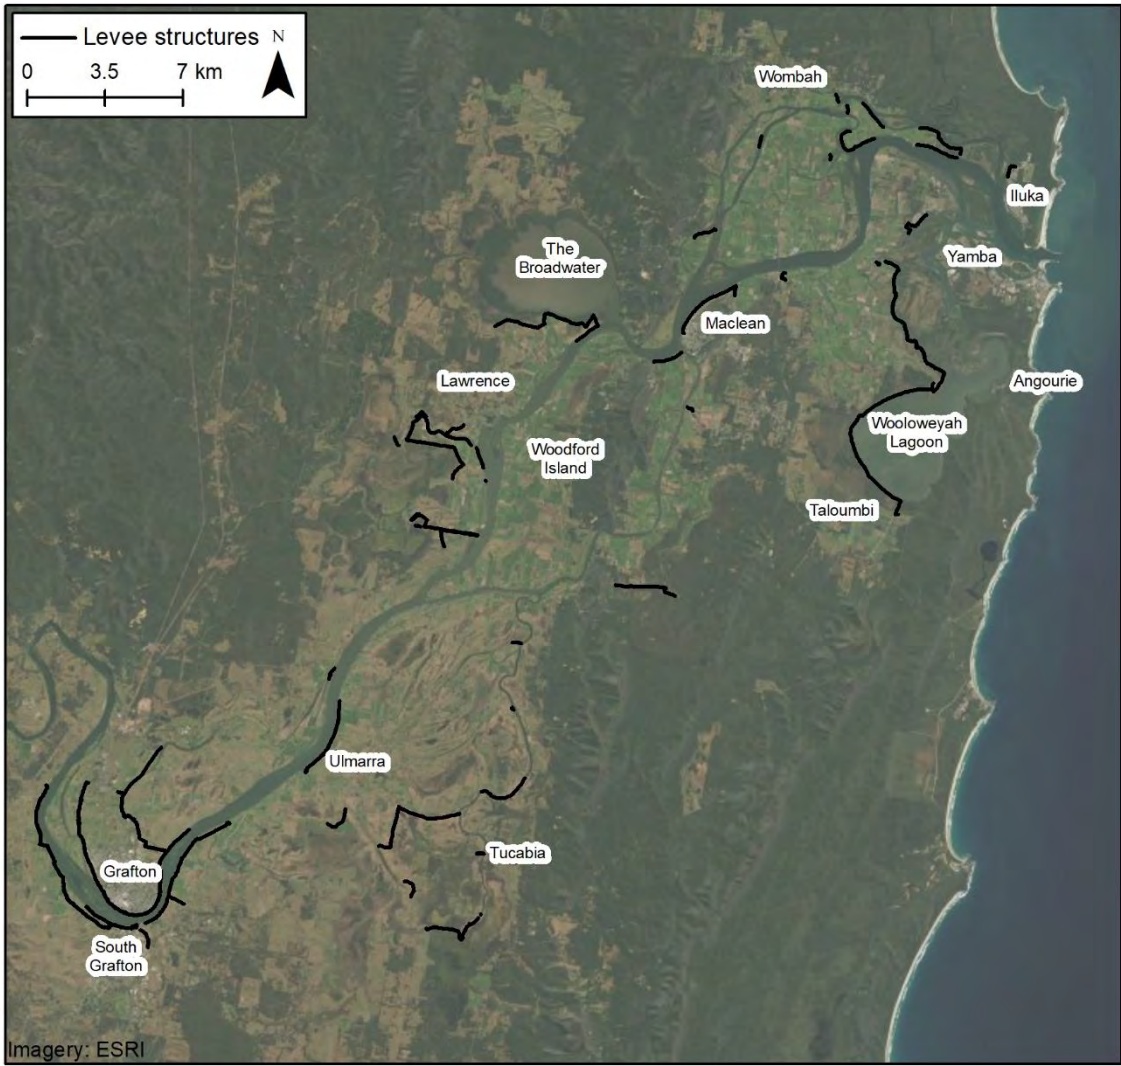 Levee structures
N
0 3.5 7 km
Wombah
Iluka
The
Broadwater
Yamba
Maclean
Lawrence
Angourie
Wooloweyah
Lagoon
Woodford
Island
Taloumbi
Ulmarra
Tucabia
Grafton
South
Grafton
Imagery: ESRI